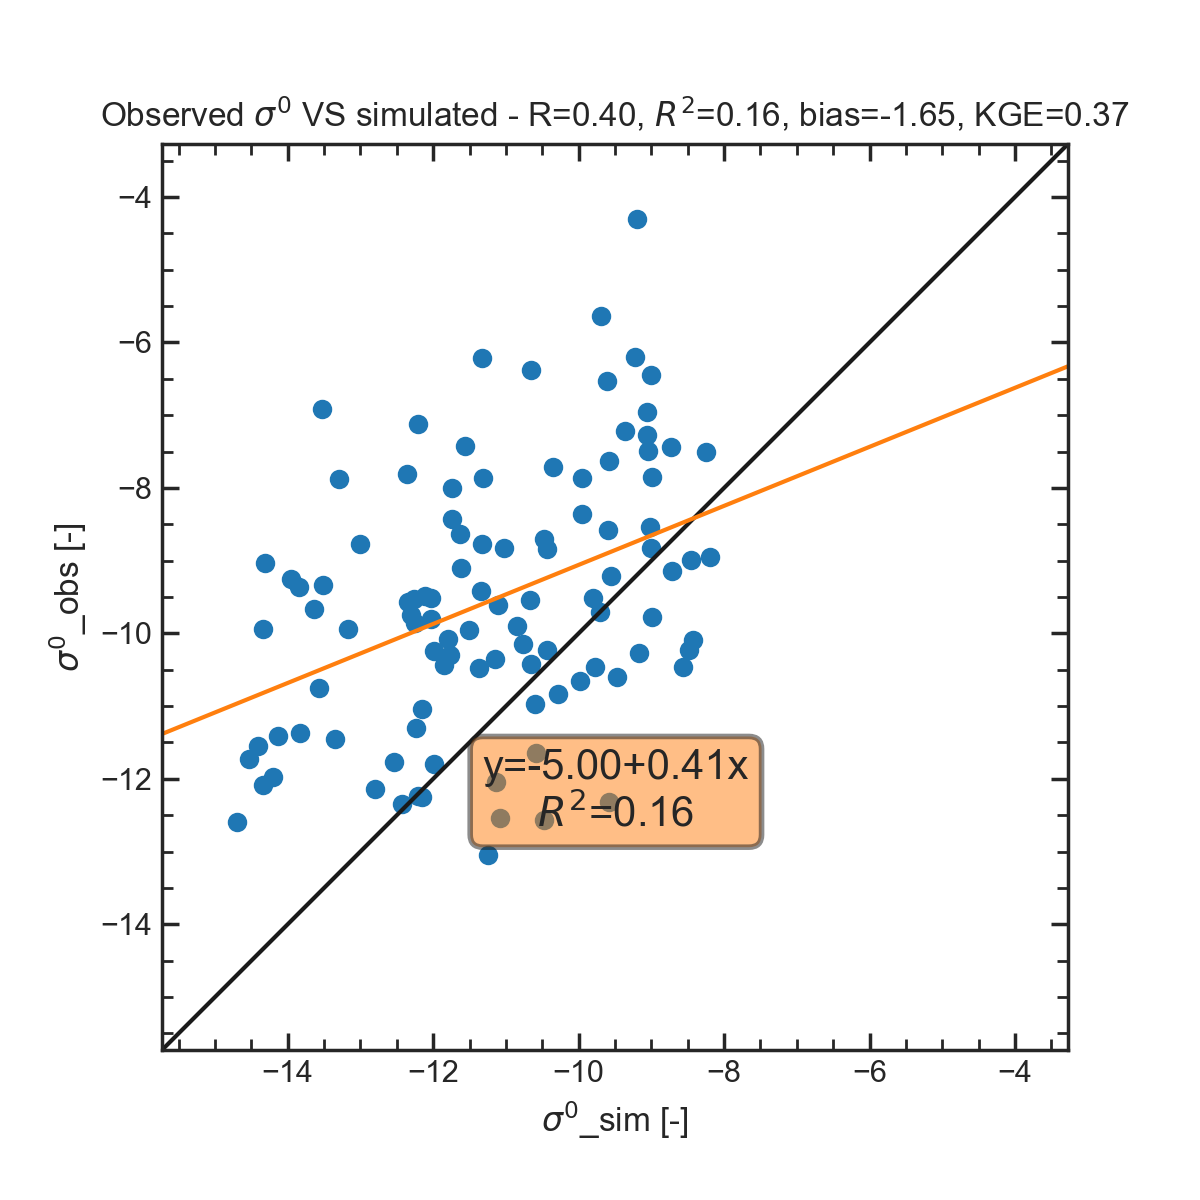 Observed σ⁰ VS simulated - R=0.40, R²=0.16, bias=-1.65, KGE=0.37
−4
−6
−8
−10
−12
−14
σ⁰_obs [-]
y=-5.00+0.41x
R²=0.16
−14 −12 −10 −8 −6 −4
σ⁰_sim [-]